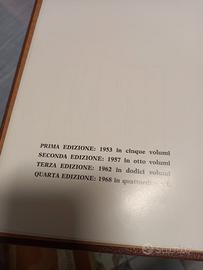 PRIMA EDIZIONE: 1953 in cinque volumi
SECONDA EDIZIONE: 1957 in otto volumi
TERZA EDIZIONE: 1962 in dodici volumi
QUARTA EDIZIONE: 1968 in